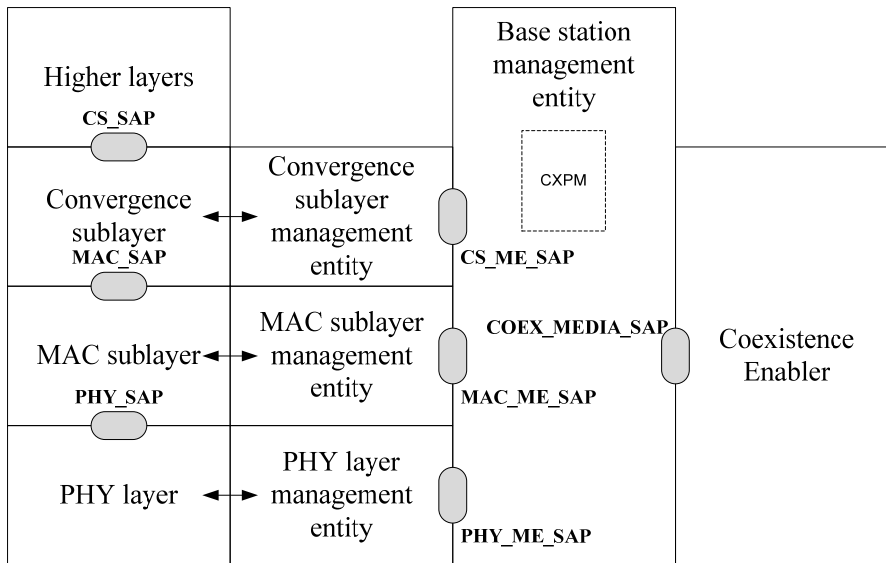 Higher layers
CS_SAP
Convergence
sublayer
MAC_SAP
MAC sublayer
PHY_SAP
PHY layer
Convergence
sublayer
management
entity
MAC sublayer
management
entity
PHY layer
management
entity
Base station
management
entity
CXPM
CS_ME_SAP
COEX_MEDIA_SAP
MAC_ME_SAP
PHY_ME_SAP
Coexistence
Enabler